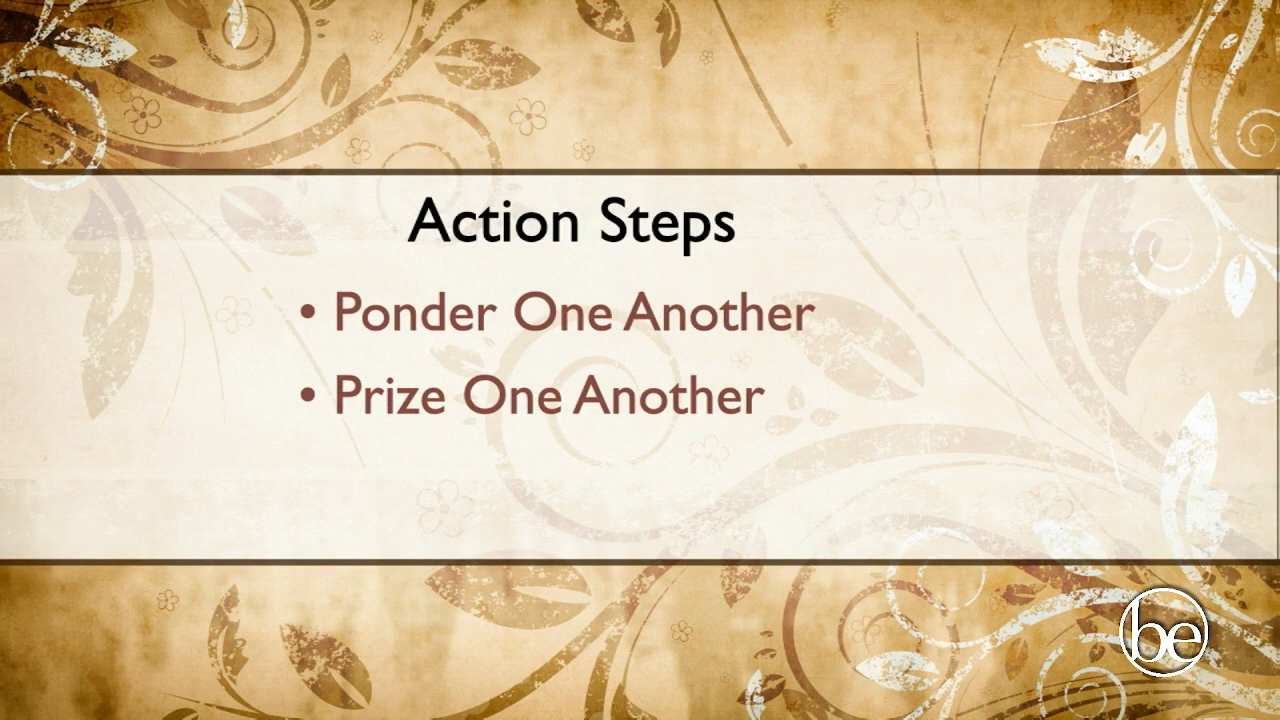 Action Steps
• Ponder One Another
• Prize One Another
be